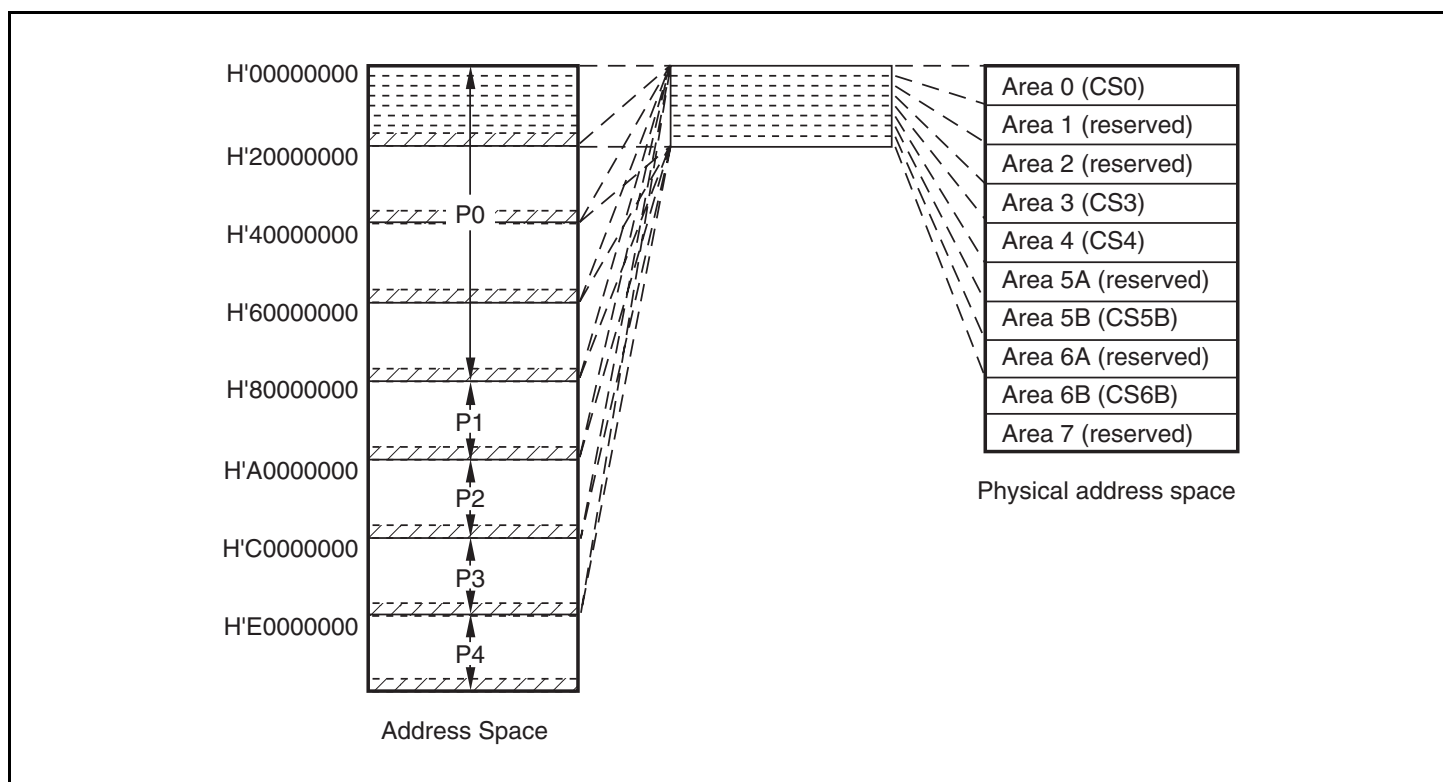 H'00000000
H'20000000
H'40000000
H'60000000
H'80000000
H'A0000000
H'C0000000
H'E0000000
P0
P1
P2
P3
P4
Address Space
Area 0 (CS0)
Area 1 (reserved)
Area 2 (reserved)
Area 3 (CS3)
Area 4 (CS4)
Area 5A (reserved)
Area 5B (CS5B)
Area 6A (reserved)
Area 6B (CS6B)
Area 7 (reserved)
Physical address space